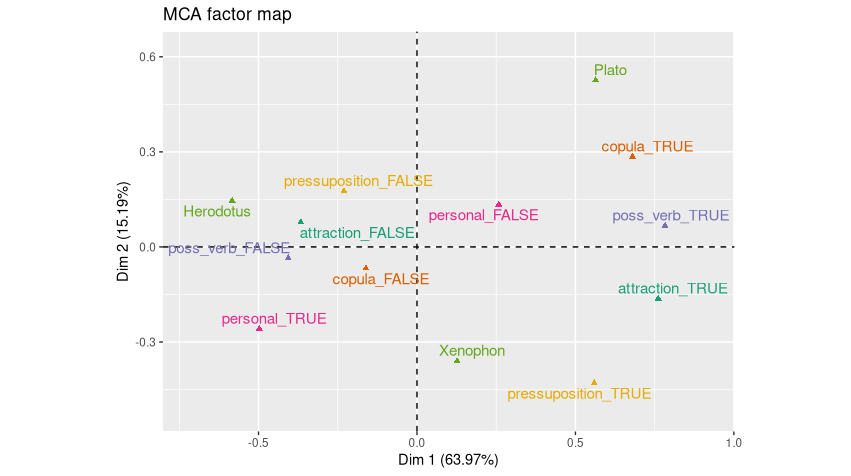 MCA factor map
0.6
Plato
0.3
copula_TRUE
pressuposition_FALSE
Herodotus
personal_FALSE
poss_verb_TRUE
attraction_FALSE
Dim 2 (15.19%)
0.0
poss_verb_FALSE
copula_FALSE
attraction_TRUE
personal_TRUE
-0.3
Xenophon
pressuposition_TRUE
-0.5
0.0
0.5
1.0
Dim 1 (63.97%)